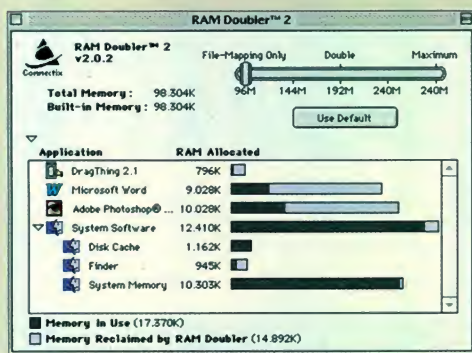 RAM Doubler™ 2
RAM Doubler™ 2
v2.0.2
Connectix
File-Mapping Only Double Maximum
96M 144M 192M 240M 240M
Total Memory : 98.304K
Built-in Memory : 98.304K
Use Default
Application RAM Allocated
DragThing 2.1 796K
Microsoft Word 9.028K
Adobe Photoshop® ... 10.028K
System Software 12.410K
Disk Cache 1.162K
Finder 945K
System Memory 10.303K
Memory In Use (17.370K)
Memory Reclaimed by RAM Doubler (14.892K)